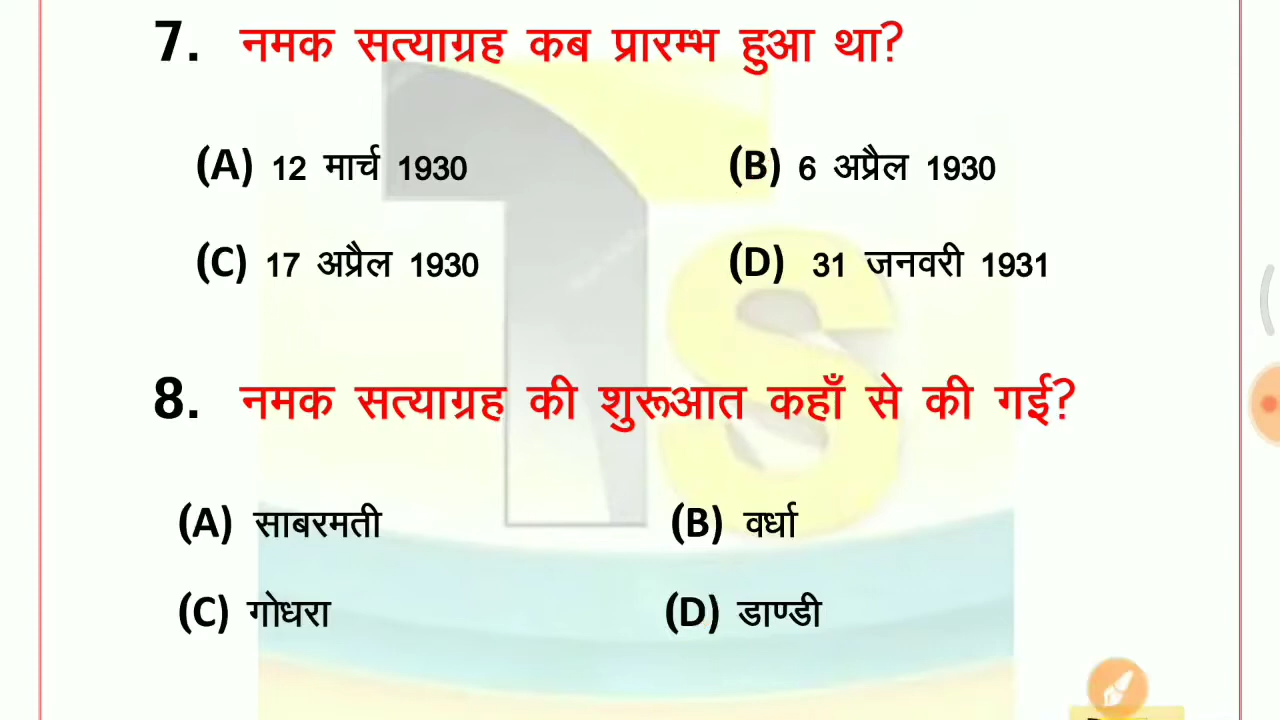 7. नमक सत्याग्रह कब प्रारम्भ हुआ था?
(A) 12 मार्च 1930 (B) 6 अप्रैल 1930
(C) 17 अप्रैल 1930 (D) 31 जनवरी 1931
8. नमक सत्याग्रह की शुरूआत कहाँ से की गई?
(A) साबरमती (B) वर्धा
(C) गोधरा (D) डाण्डी